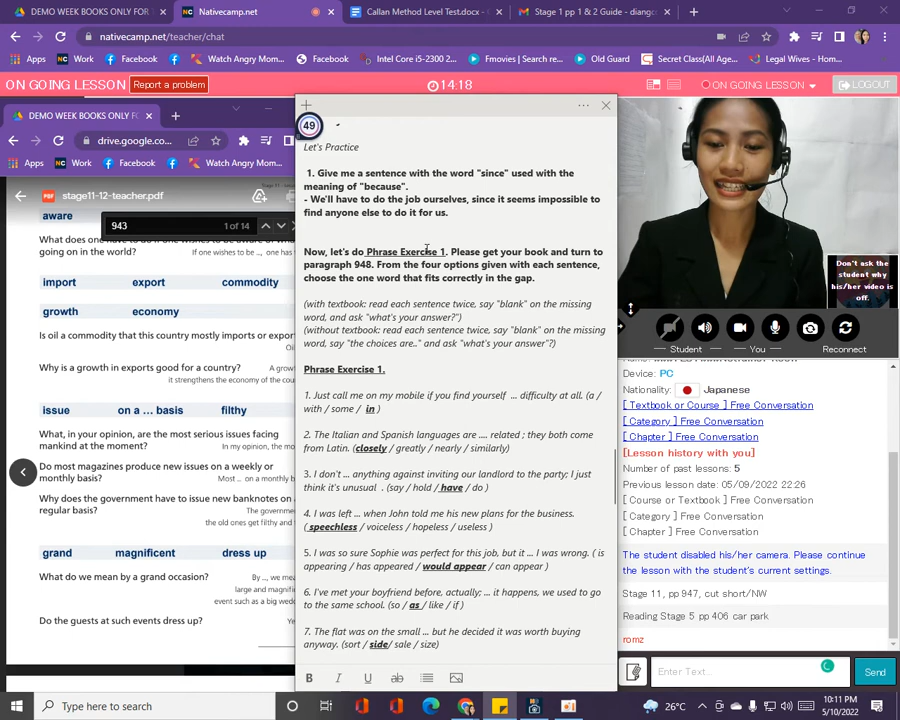 DEMO WEEK BOOKS ONLY FOR
Nativecamp.net
Callan Method Level Test.docx -
Stage 1 pp 1 & 2 Guide - diangc
nativecamp.net/teacher/chat
Apps
Work
Facebook
Watch Angry Mom...
Facebook
Intel Core i5-2300 2...
Fmovies | Search re...
Old Guard
Secret Class(All Age...
Legal Wives - Horay...
ON GOING LESSON
Report a problem
14:18
ON GOING LESSON
LOGOUT
DEMO WEEK BOOKS ONLY FO
drive.google.co
Apps
Work
Facebook
Watch Angry Mom
stage11-12-teacher.pdf
943
1 of 14
aware
What does one have to do if one wishes to be aware of wh
going in the world?
If one wishes to be ..., one has
import
export
commodity
growth
economy
Is oil a commodity that this country mostly imports or expor
Oi
Why is a growth in exports good for a country?
A grow
it strengthens the economy of the cou
issue
on a ... basis
filthy
What, in your opinion, are the most serious issues facing
mankind at the moment?
In my opinion, the mo
Do most magazines produce new issues on a weekly or
monthly basis?
Most ... on a monthly b
Why does the government have to issue new banknotes on a
regular basis?
The governme
the old ones get filthy and
grand
magnificent
dress up
What do we mean by a grand occasion?
By ..., we mea
large and magnific
event such as a big wed
Do the guests at such events dress up?
Ye
49
Let's Practice
1. Give me a sentence with the word "since" used with the
meaning of "because".
- We'll have to do the job ourselves, since it seems impossible to
find anyone else to do it for us.
Now, let's do Phrase Exercise 1. Please get your book and turn to
paragraph 948. From the four options given with each sentence,
choose the one word that fits correctly in the gap.
(with textbook: read each sentence twice, say "blank" on the missing
word, and ask "what's your answer?")
(without textbook: read each sentence twice, say "blank" on the missing
word, say "the choices are.." and ask "what's your answer"?)
Phrase Exercise 1.
1. Just call me on my mobile if you find yourself ... difficulty at all. (a /
with / some / in )
2. The Italian and Spanish languages are .... related ; they both come
from Latin. (closely / greatly / nearly / similarly)
3. I don't ... anything against inviting our landlord to the party; I just
think it's unusual . (say / hold / have / do )
4. I was left ... when John told me his new plans for the business.
( speechless / voiceless / hopeless / useless )
5. I was so sure Sophie was perfect for this job, but it ... I was wrong. ( is
appearing / has appeared / would appear / can appear )
6. I've met your boyfriend before, actually; ... it happens, we used to go
to the same school. (so / as / like / if )
7. The flat was on the small ... but he decided it was worth buying
anyway. (sort / side/ sale / size)
Don't ask the
student why
his/her video is
off.
Student
You
Reconnect
Device: PC
Nationality:
Japanese
[ Textbook or Course ] Free Conversation
[ Category ] Free Conversation
[ Chapter ] Free Conversation
[Lesson history with you]
Number of past lessons: 5
Previous lesson date: 05/09/2022 22:26
[ Course or Textbook ] Free Conversation
[ Category ] Free Conversation
[ Chapter ] Free Conversation
The student disabled his/her camera. Please continue
the lesson with the student's current settings.
Stage 11, pp 947, cut short/NW
Reading Stage 5 pp 406 car park
romz
Enter Text...
Send
Type here to search
26°C
10:11 PM
5/10/2022